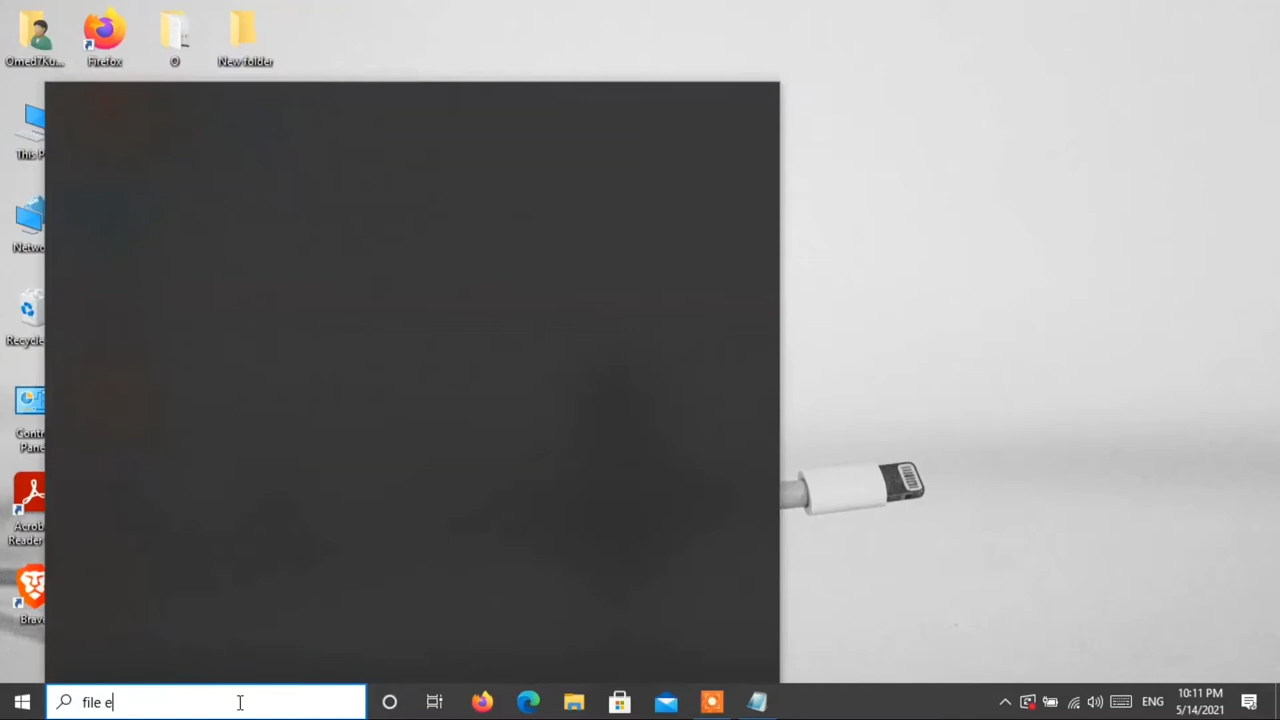 Omed7Ku...
Firefox
O
New folder
This P
Netwo
Recycle
Contr
Panel
Acrob
Reader
Brav
file e
ENG
10:11 PM
5/14/2021